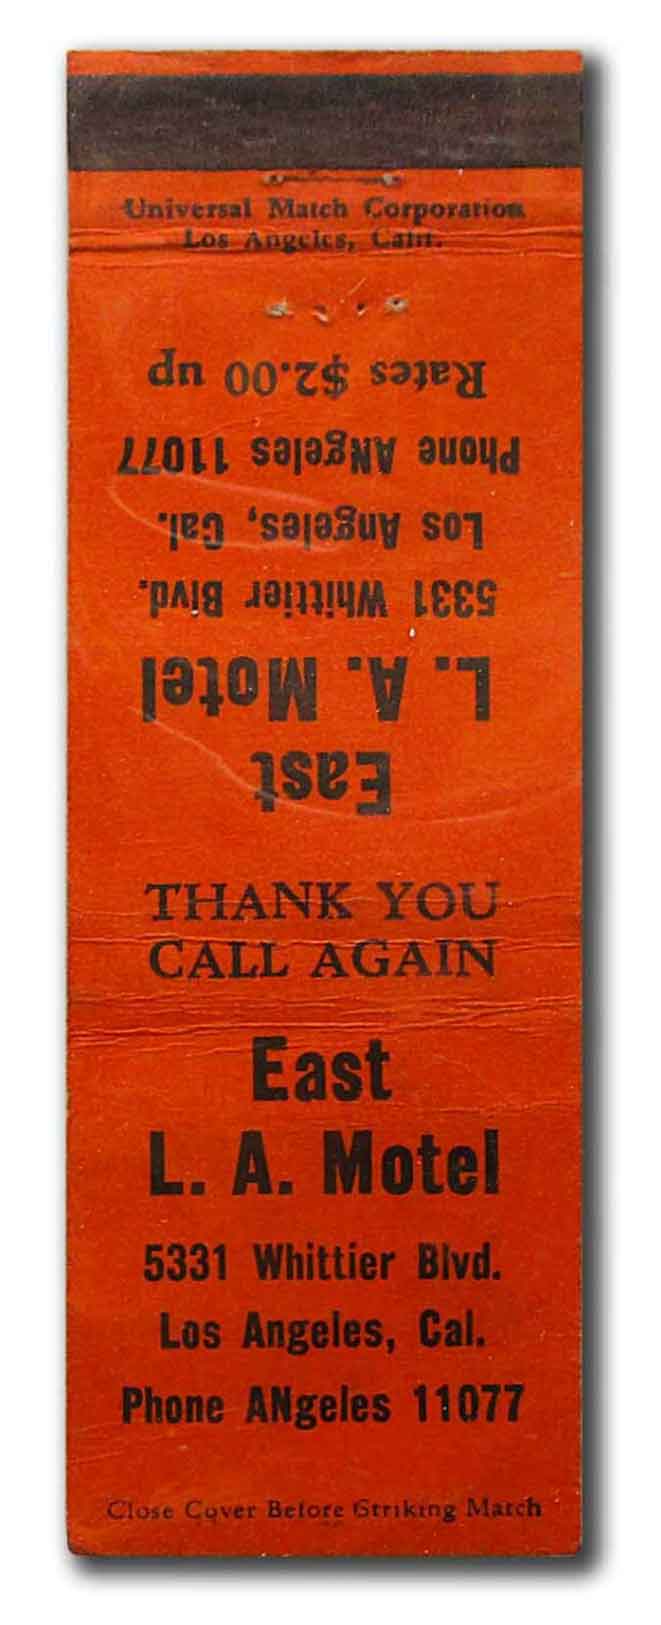 Universal Match Corporation
Los Angeles, Calif.
Rates $2.00 up
Phone ANgeles 11077
Los Angeles, Cal.
5331 Whittier Blvd.
L. A. Motel
East
THANK YOU
CALL AGAIN
East
L. A. Motel
5331 Whittier Blvd.
Los Angeles, Cal.
Phone ANgeles 11077
Close Cover Before Striking Match